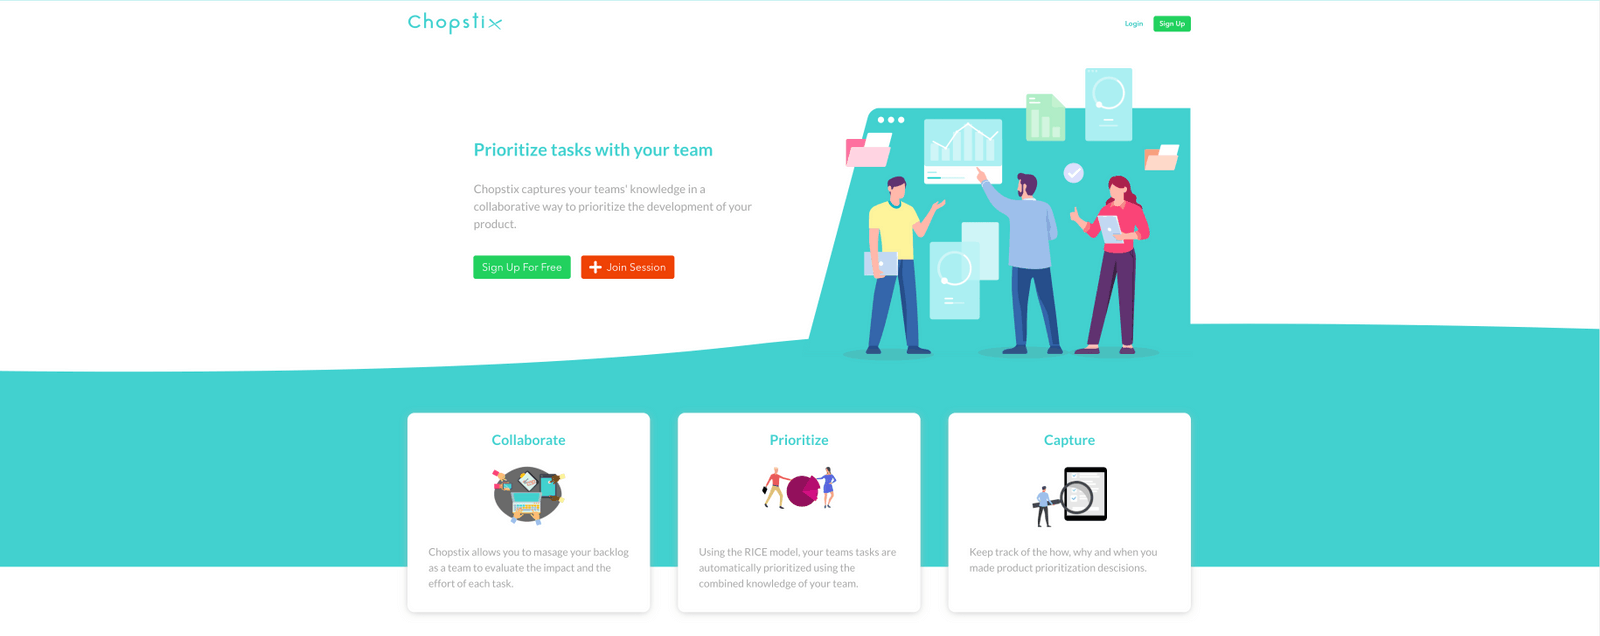 Chopstix
Login
Sign Up
Prioritize tasks with your team
Chopstix captures your teams' knowledge in a
collaborative way to prioritize the development of your
product.
Sign Up For Free
Join Session
Collaborate
Chopstix allows you to masage your backlog
as a team to evaluate the impact and the
effort of each task.
Prioritize
Using the RICE model, your teams tasks are
automatically prioritized using the
combined knowledge of your team.
Capture
Keep track of the how, why and when you
made product prioritization descisions.